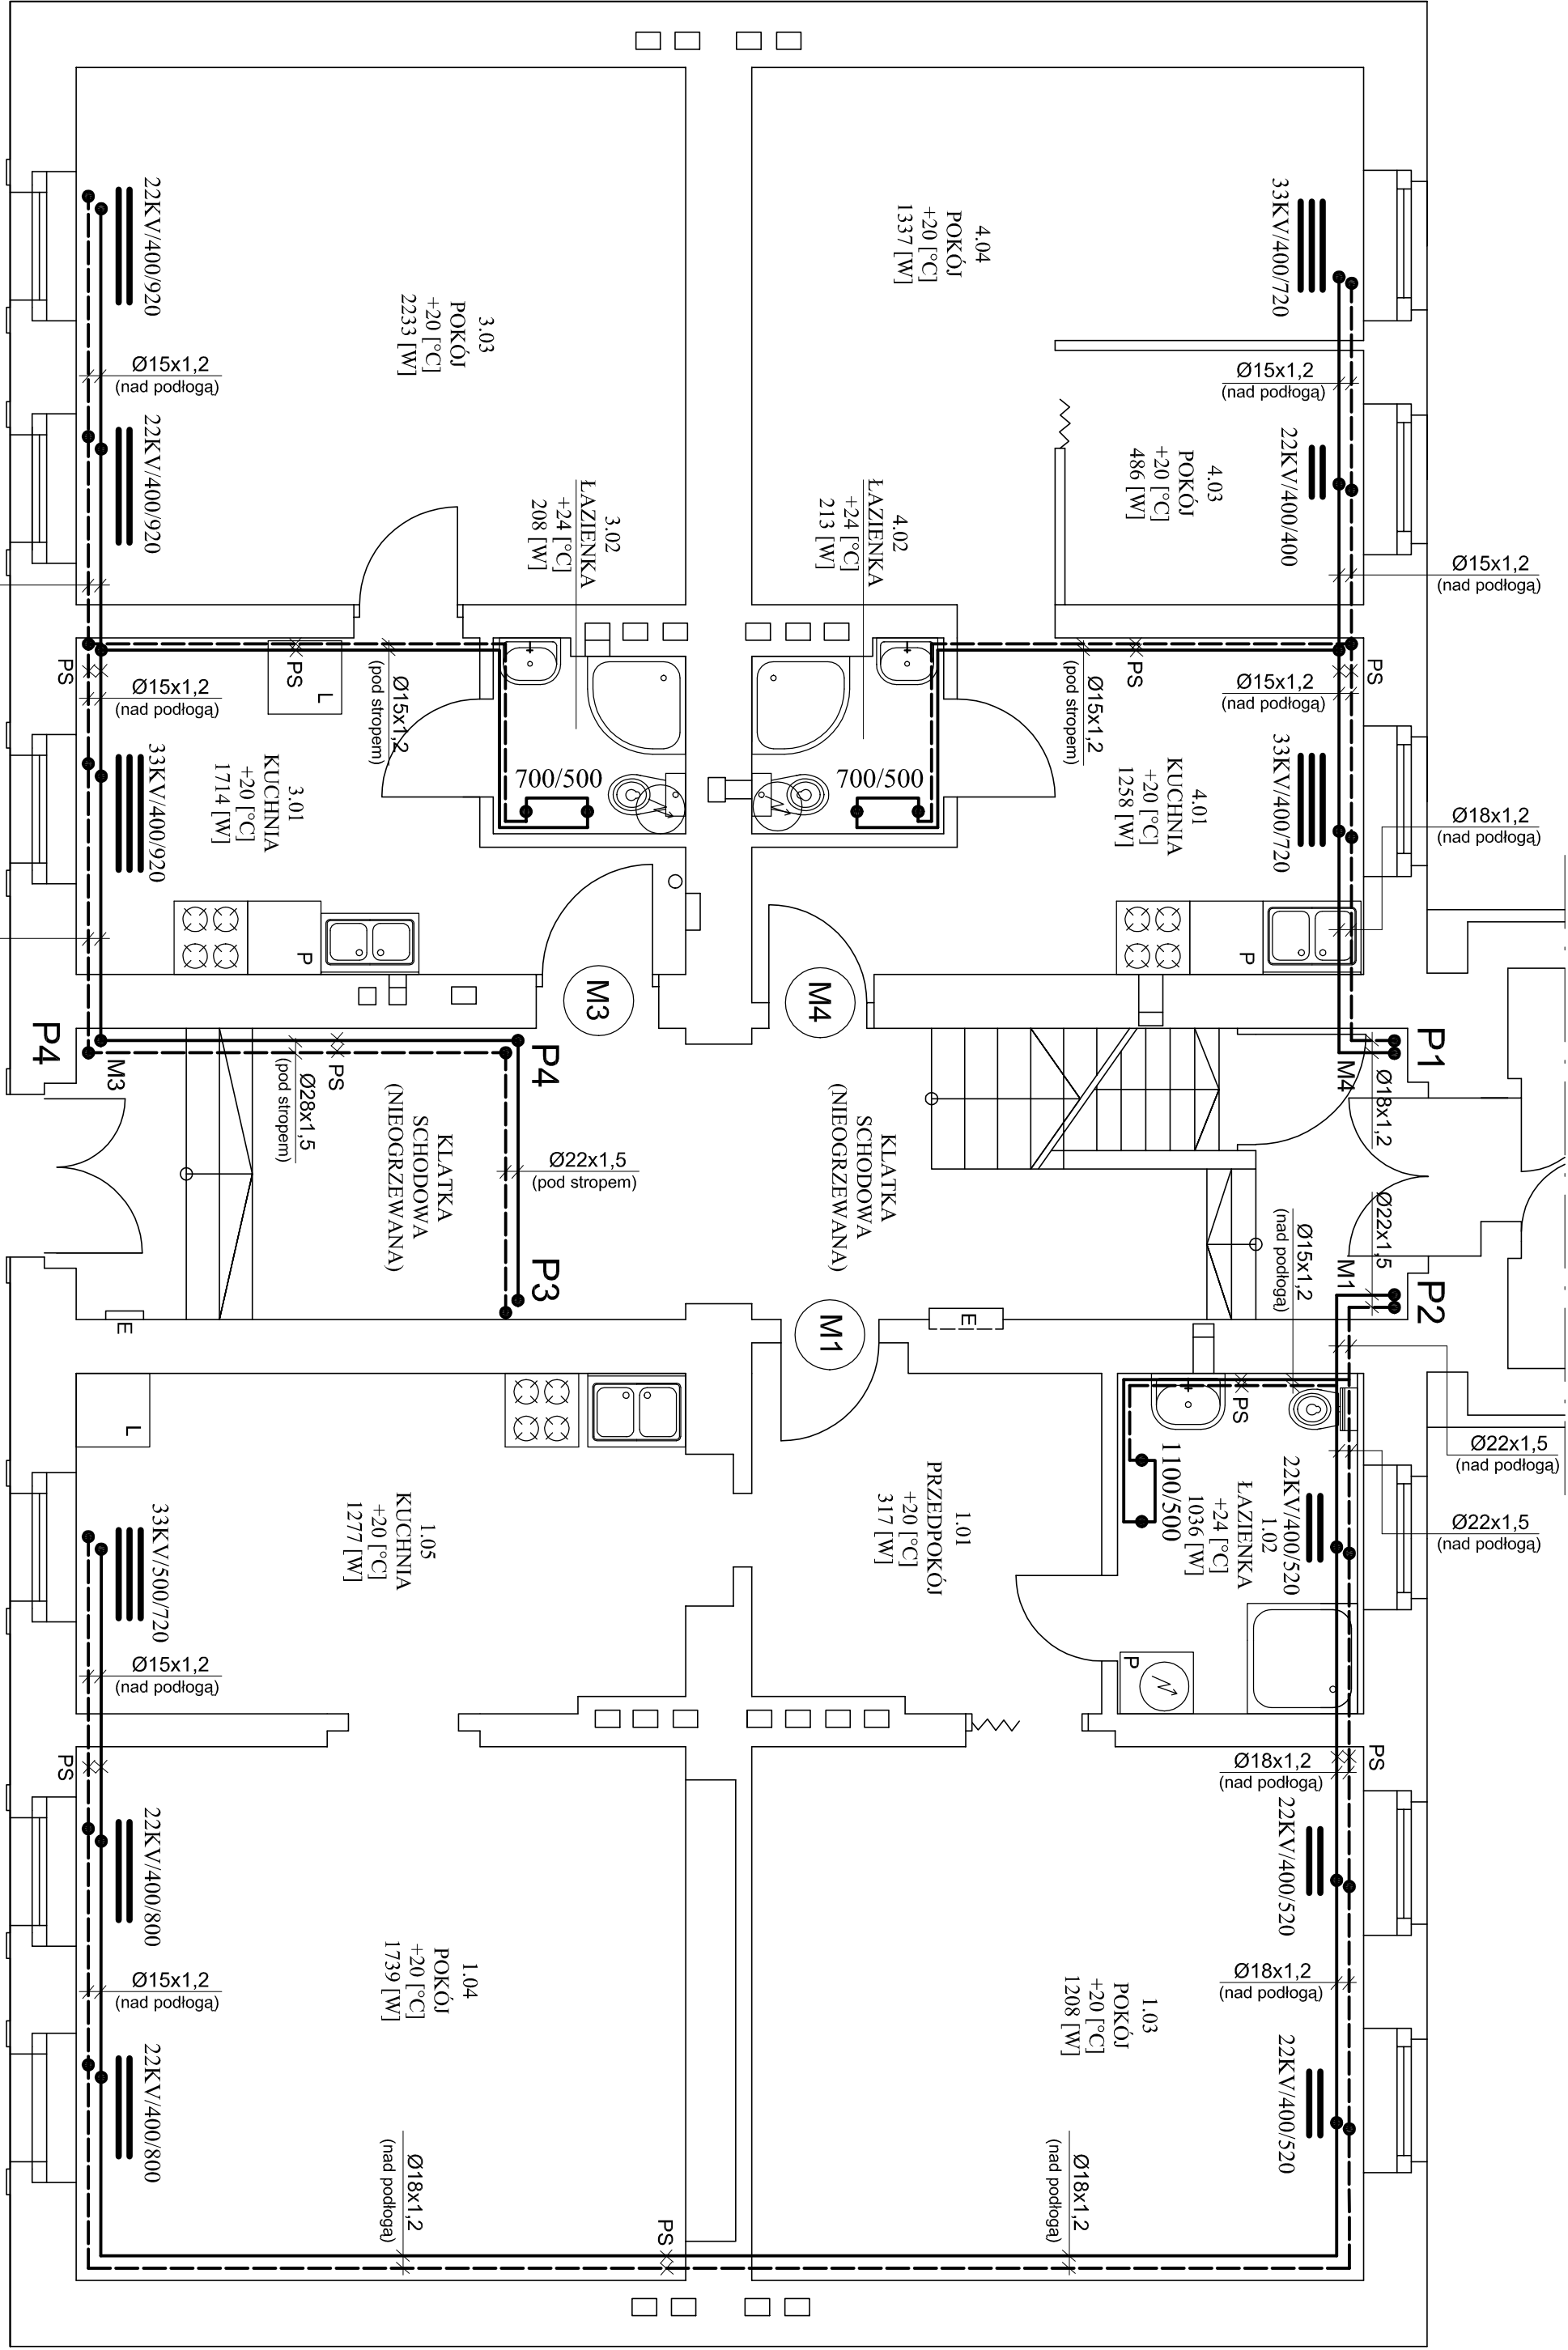 33KV/400/720
22KV/400/920
4.04
POKÓJ
+20 [°C]
1337 [W]
3.03
POKÓJ
+20 [°C]
2233 [W]
Ø15x1,2
(nad podłogą)
Ø15x1,2
(nad podłogą)
22KV/400/400
22KV/400/920
4.03
POKÓJ
+20 [°C]
486 [W]
4.02
ŁAZIENKA
+24 [°C]
213 [W]
3.02
ŁAZIENKA
+24 [°C]
208 [W]
Ø15x1,2
(nad podłogą)
PS
PS
PS
PS
L
Ø15x1,2
(nad podłogą)
Ø15x1,2
(pod stropem)
Ø15x1,2
(pod stropem)
Ø15x1,2
(nad podłogą)
33KV/400/720
4.01
KUCHNIA
+20 [°C]
1258 [W]
700/500
700/500
3.01
KUCHNIA
+20 [°C]
1714 [W]
33KV/400/920
Ø18x1,2
(nad podłogą)
P
P
M4
M3
P1
M4
Ø18x1,2
P4
P4
M3
PS
Ø28x1,5
(pod stropem)
Ø22x1,5
(pod stropem)
KLATKA
SCHODOWA
(NIEOGRZEWANA)
KLATKA
SCHODOWA
(NIEOGRZEWANA)
Ø22x1,5
Ø15x1,2
(nad podłogą)
P2
M1
P3
E
E
M1
PS
L
Ø22x1,5
(nad podłogą)
Ø22x1,5
(nad podłogą)
22KV/400/520
1.02
ŁAZIENKA
+24 [°C]
1036 [W]
1100/500
1.01
PRZEDPOKÓJ
+20 [°C]
317 [W]
1.05
KUCHNIA
+20 [°C]
1277 [W]
33KV/500/720
P
Ø15x1,2
(nad podłogą)
PS
PS
Ø18x1,2
(nad podłogą)
22KV/400/520
22KV/400/800
Ø18x1,2
(nad podłogą)
Ø15x1,2
(nad podłogą)
1.03
POKÓJ
+20 [°C]
1208 [W]
1.04
POKÓJ
+20 [°C]
1739 [W]
22KV/400/520
22KV/400/800
Ø18x1,2
(nad podłogą)
Ø18x1,2
(nad podłogą)
PS